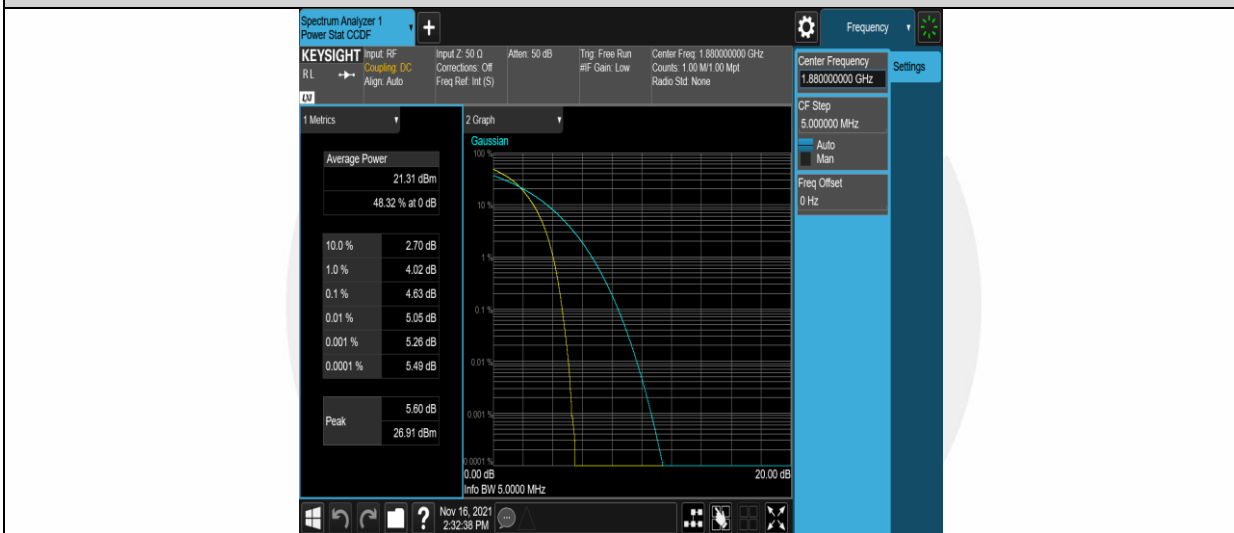 Spectrum Analyzer 1
Power Stat CCDF
+
Frequency
KEYSIGHT
RL
LXI
Input: RF
Coupling: DC
Align: Auto
Input Z: 50 Ω
Corrections: Off
Freq Ref: Int (S)
Atten: 50 dB
Trig: Free Run
#IF Gain: Low
Center Freq: 1.880000000 GHz
Counts: 1.00 M/1.00 Mpt
Radio Std: None
Center Frequency
1.880000000 GHz
Settings
CF Step
5.000000 MHz
Auto
Man
Freq Offset
0 Hz
1 Metrics
Average Power
21.31 dBm
48.32 % at 0 dB
10.0 % 2.70 dB
1.0 % 4.02 dB
0.1 % 4.63 dB
0.01 % 5.05 dB
0.001 % 5.26 dB
0.0001 % 5.49 dB
Peak
5.60 dB
26.91 dBm
2 Graph
Gaussian
100 %
10 %
1 %
0.1 %
0.01 %
0.001 %
0.0001 %
0.00 dB 20.00 dB
Info BW 5.0000 MHz
?
Nov 16, 2021
2:32:38 PM